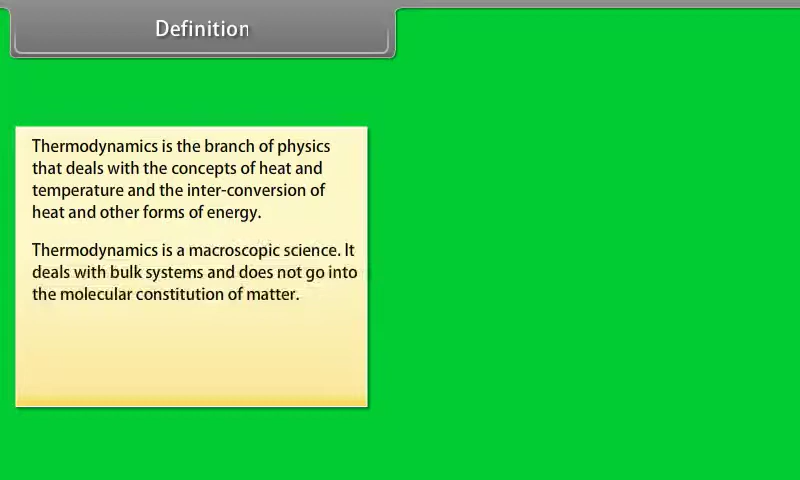 Definition
Thermodynamics is the branch of physics
that deals with the concepts of heat and
temperature and the inter-conversion of
heat and other forms of energy.
Thermodynamics is a macroscopic science. It
deals with bulk systems and does not go into
the molecular constitution of matter.